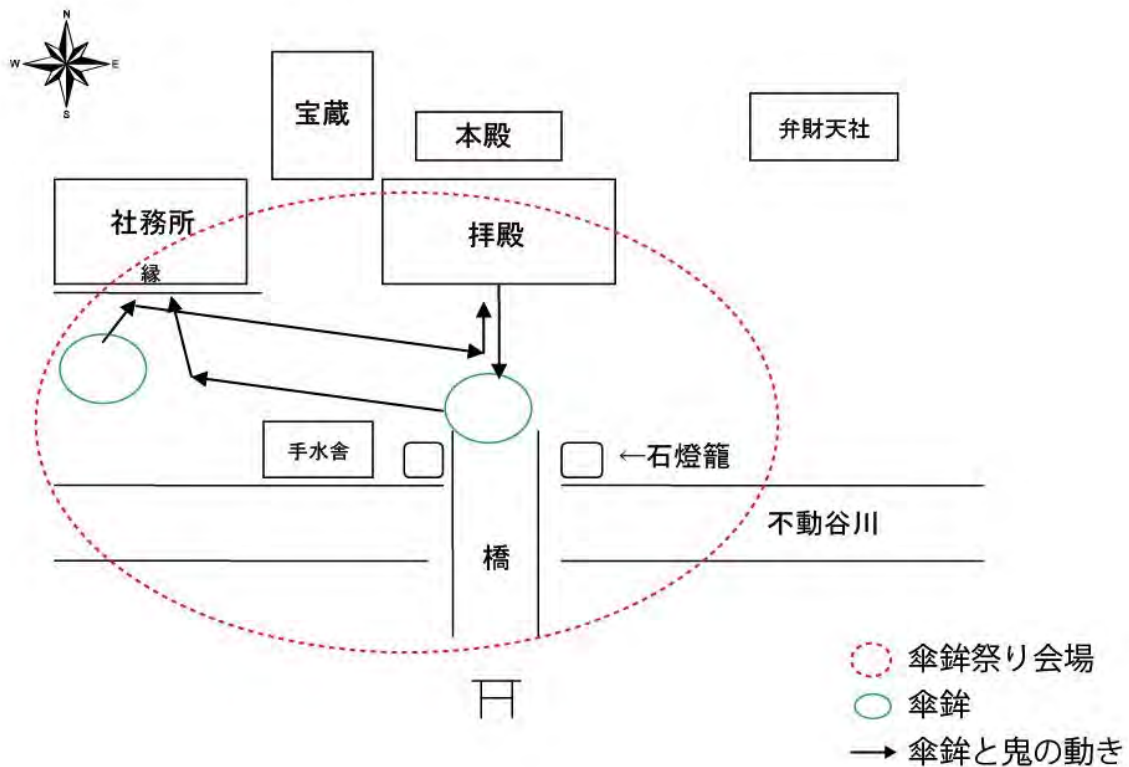 N
W E
S
宝蔵
本殿
弁財天社
社務所
縁
拝殿
手水舎
←石燈籠
不動谷川
橋
傘鉾祭り会場
傘鉾
傘鉾と鬼の動き